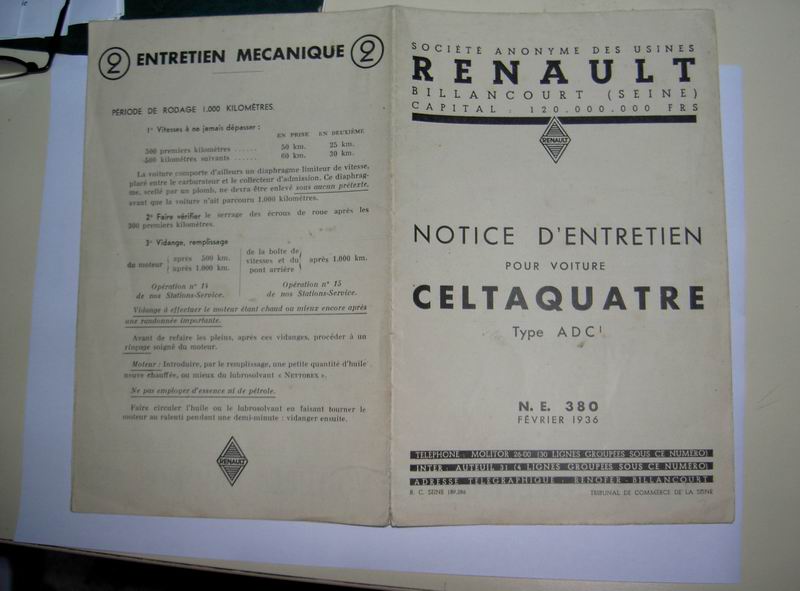 2 ENTRETIEN MECANIQUE 2
PÉRIODE DE RODAGE 1.000 KILOMÈTRES.
1° Vitesses à ne jamais dépasser :
EN PRISE EN DEUXIÈME
500 premiers kilomètres ...... 50 km. 25 km.
500 kilomètres suivants ...... 60 km. 30 km.
La voiture comporte d'ailleurs un diaphragme limiteur de vitesse,
placé entre le carburateur et le collecteur d'admission. Ce diaphrag-
me, scellé par un plomb, ne devra être enlevé sous aucun prétexte,
avant que la voiture n'ait parcouru 1.000 kilomètres.
2° Faire vérifier le serrage des écrous de roue après les
300 premiers kilomètres.
3° Vidange, remplissage
du moteur
après 500 km.
après 1.000 km.
de la boîte de
vitesses et du
pont arrière
après 1.000 km.
Opération n° 14
de nos Stations-Service.
Opération n° 15
de nos Stations-Service.
Vidange à effectuer le moteur étant chaud ou mieux encore après
une randonnée importante.
Avant de refaire les pleins, après ces vidanges, procéder à un
rinçage soigné du moteur.
Moteur : Introduire, par le remplissage, une petite quantité d'huile
neuve chauffée, ou mieux du lubrosolvant « NETTOREX ».
Ne pas employer d'essence ni de pétrole.
Faire circuler l'huile ou le lubrosolvant en faisant tourner le
moteur au ralenti pendant une demi-minute : vidanger ensuite.
RENAULT
SOCIÉTÉ ANONYME DES USINES
RENAULT
BILLANCOURT (SEINE)
CAPITAL : 120.000.000 FRS
RENAULT
NOTICE D'ENTRETIEN
POUR VOITURE
CELTAQUATRE
Type ADC1
N. E. 380
FÉVRIER 1936
TÉLÉPHONE : MOLITOR 26-00 (30 LIGNES GROUPÉES SOUS CE NUMÉRO)
INTER : AUTEUIL 31 (4 LIGNES GROUPÉES SOUS CE NUMÉRO)
ADRESSE TÉLÉGRAPHIQUE : RENOFER - BILLANCOURT
R. C. SEINE 189.286 TRIBUNAL DE COMMERCE DE LA SEINE